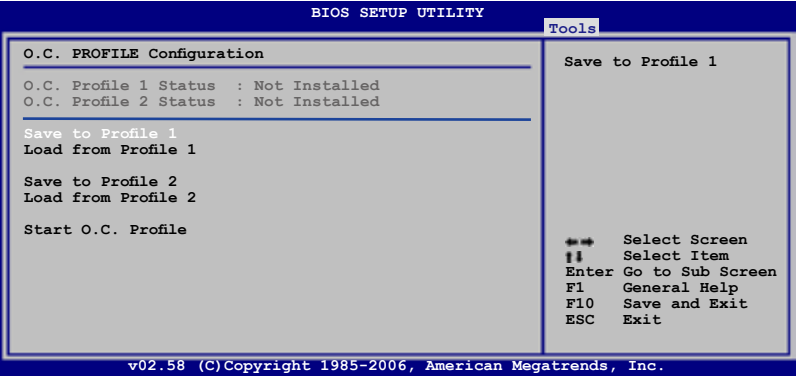 BIOS SETUP UTILITY
Tools
O.C. PROFILE Configuration
O.C. Profile 1 Status : Not Installed
O.C. Profile 2 Status : Not Installed
Save to Profile 1
Load from Profile 1
Save to Profile 2
Load from Profile 2
Start O.C. Profile
Save to Profile 1
←→ Select Screen
↑↓ Select Item
Enter Go to Sub Screen
F1 General Help
F10 Save and Exit
ESC Exit
v02.58 (C)Copyright 1985-2006, American Megatrends, Inc.